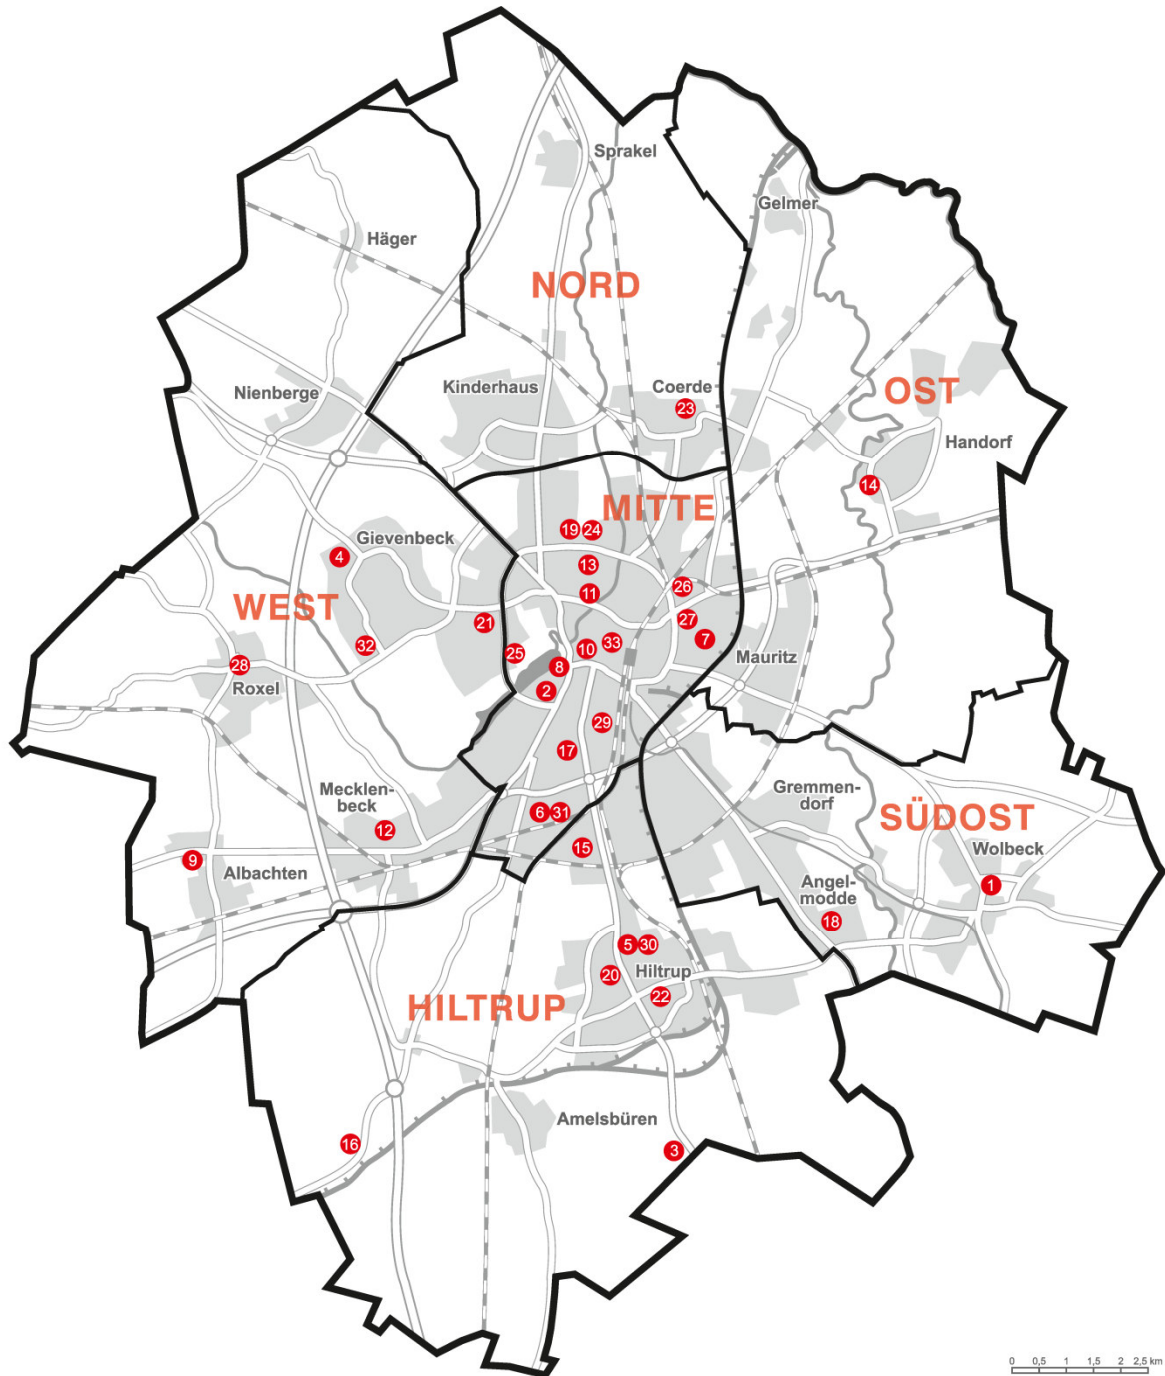 Sprakel
Gelmer
Häger
NORD
Nienberge
Kinderhaus
Coerde
23
OST
Handorf
14
MITTE
19 24
Gievenbeck
4
13
26
11
WEST
27
21
7
32
33
10
25
8
Mauritz
28
Roxel
2
29
17
Mecklen-
beck
12
6 31
Gremmen-
dorf
SÜDOST
15
Wolbeck
9
Albachten
1
Angel-
modde
18
5 30
20
Hiltrup
22
HILTRUP
Amelsbüren
16
3
0 0,5 1 1,5 2 2,5 km